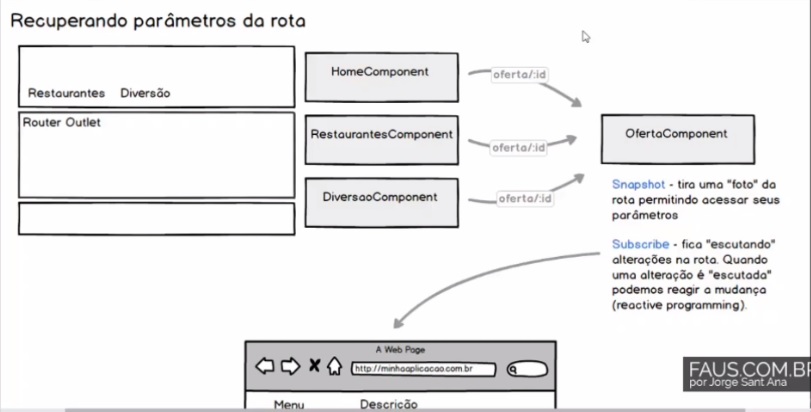 Recuperando parâmetros da rota
Restaurantes Diversão
Router Outlet
HomeComponent
RestaurantesComponent
DiversaoComponent
oferta/:id
oferta/:id
oferta/:id
OfertaComponent
Snapshot - tira uma "foto" da
rota permitindo acessar seus
parâmetros
Subscribe - fica "escutando"
alterações na rota. Quando
uma alteração é "escutada"
podemos reagir a mudança
(reactive programming).
A Web Page
http://minhaaplicacao.com.br
Menu Descrição
FAUS.COM.BR
por Jorge Sant Ana